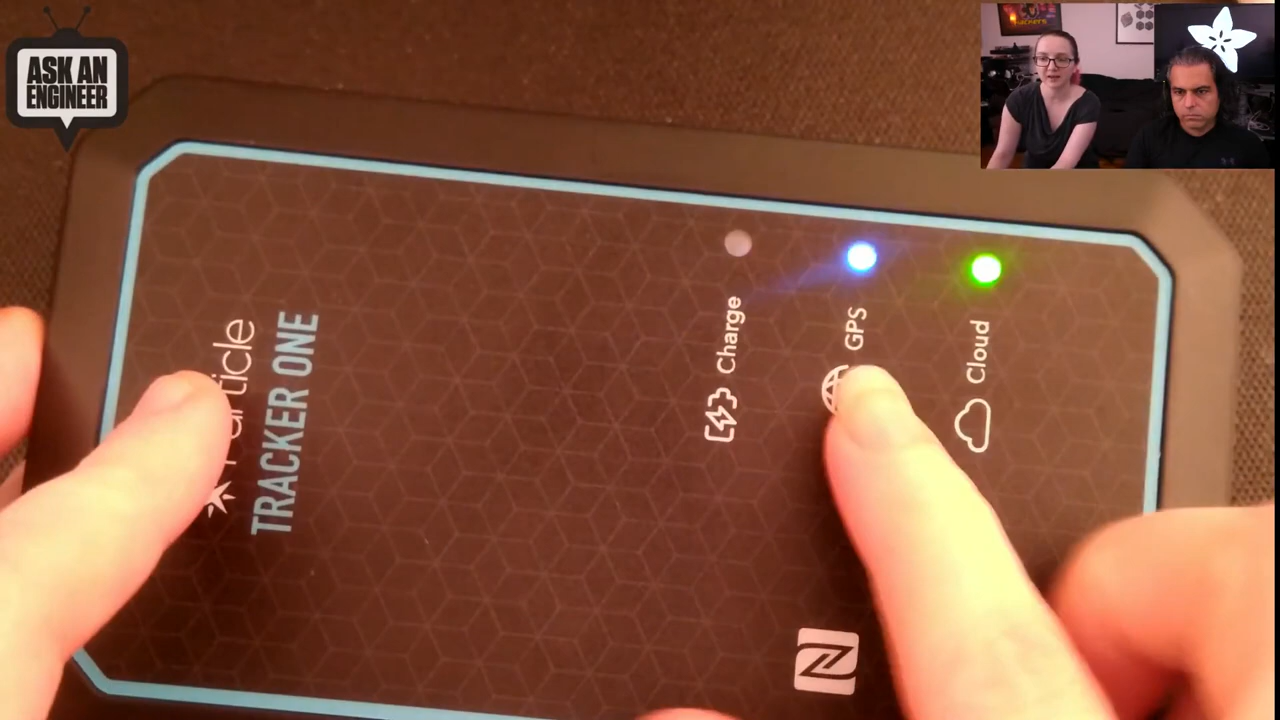 ASK AN
ENGINEER
Particle
TRACKER ONE
Charge
GPS
Cloud